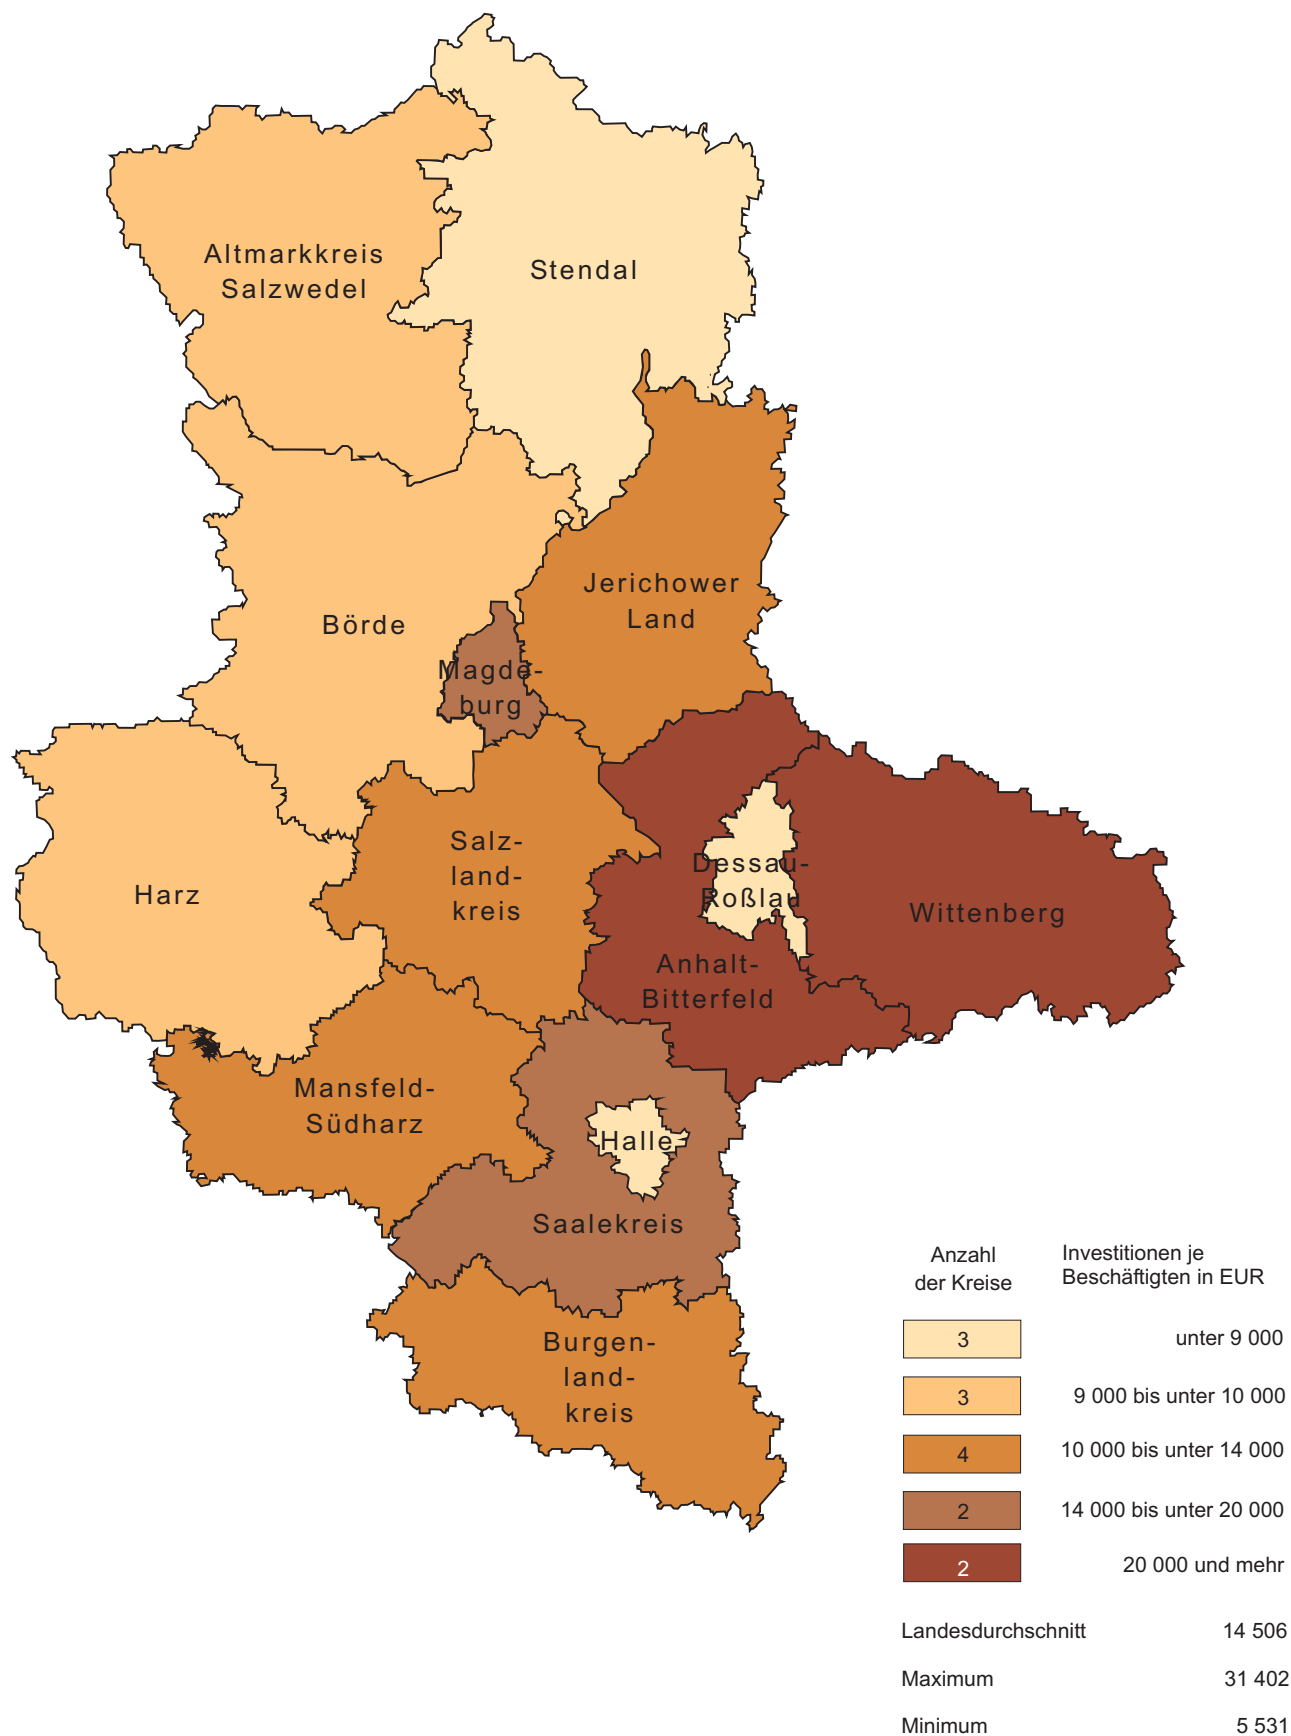 Altmarkkreis
Salzwedel
Stendal
Jerichower
Land
Börde
Magde-
burg
Salz-
land-
kreis
Harz
Dessau-
Roßlau
Wittenberg
Anhalt-
Bitterfeld
Mansfeld-
Südharz
Halle
Saalekreis
Burgen-
land-
kreis
Anzahl
der Kreise
Investitionen je
Beschäftigten in EUR
3 unter 9 000
3 9 000 bis unter 10 000
4 10 000 bis unter 14 000
2 14 000 bis unter 20 000
2 20 000 und mehr
Landesdurchschnitt 14 506
Maximum 31 402
Minimum 5 531